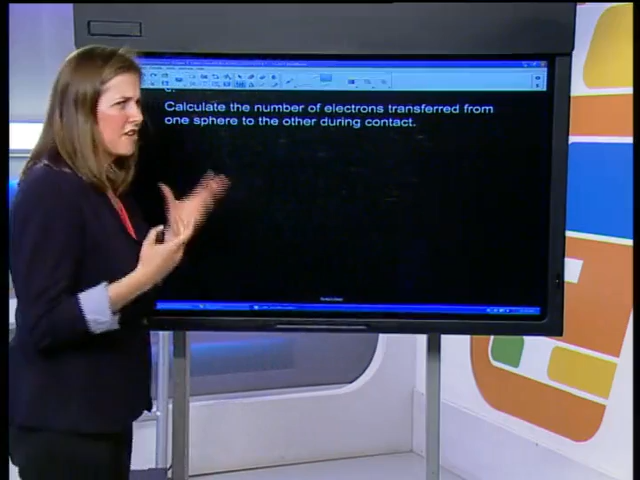 Calculate the number of electrons transferred from
one sphere to the other during contact.